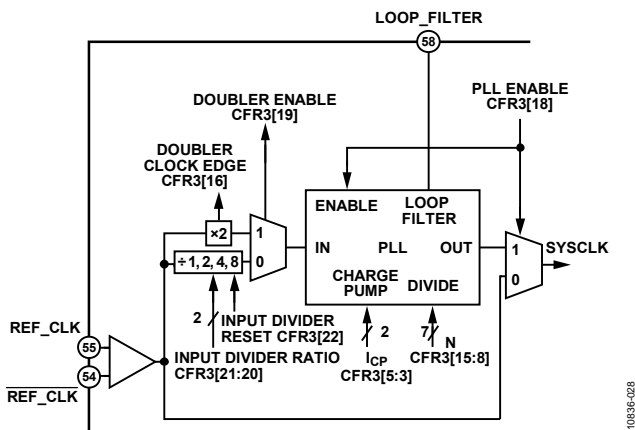 LOOP_FILTER
58
DOUBLER ENABLE
CFR3[19]
PLL ENABLE
CFR3[18]
DOUBLER
CLOCK EDGE
CFR3[16]
ENABLE
LOOP
FILTER
×2
1
IN
PLL
OUT
1
SYSCLK
÷1, 2, 4, 8
0
0
CHARGE
PUMP
DIVIDE
2
INPUT DIVIDER
RESET CFR3[22]
2
7
N
CFR3[15:8]
REF_CLK
55
INPUT DIVIDER RATIO
CFR3[21:20]
ICP
CFR3[5:3]
54
REF_CLK
10836-028